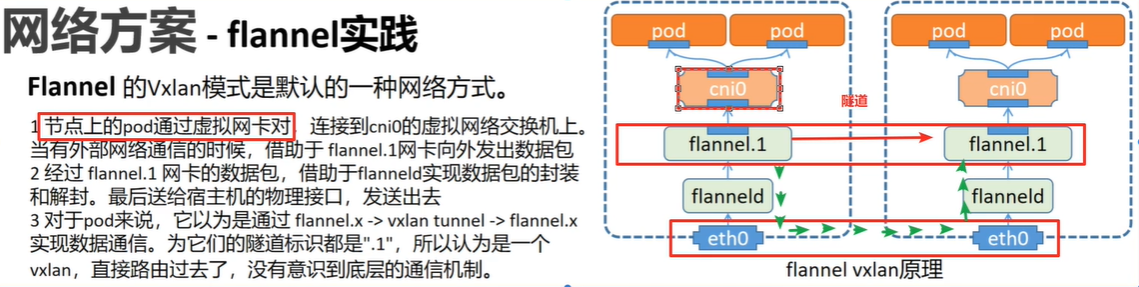 网络方案 - flannel实践
Flannel 的Vxlan模式是默认的一种网络方式。
1 节点上的pod通过虚拟网卡对，连接到cni0的虚拟网络交换机上。
当有外部网络通信的时候，借助于 flannel.1网卡向外发出数据包
2 经过 flannel.1 网卡的数据包，借助于flanneld实现数据包的封装
和解封。最后送给宿主机的物理接口，发送出去
3 对于pod来说，它以为是通过 flannel.x -> vxlan tunnel -> flannel.x
实现数据通信。为它们的隧道标识都是".1"，所以认为是一个
vxlan，直接路由过去了，没有意识到底层的通信机制。
pod pod
cni0
flannel.1
flanneld
eth0
隧道
pod pod
cni0
flannel.1
flanneld
eth0
flannel vxlan原理